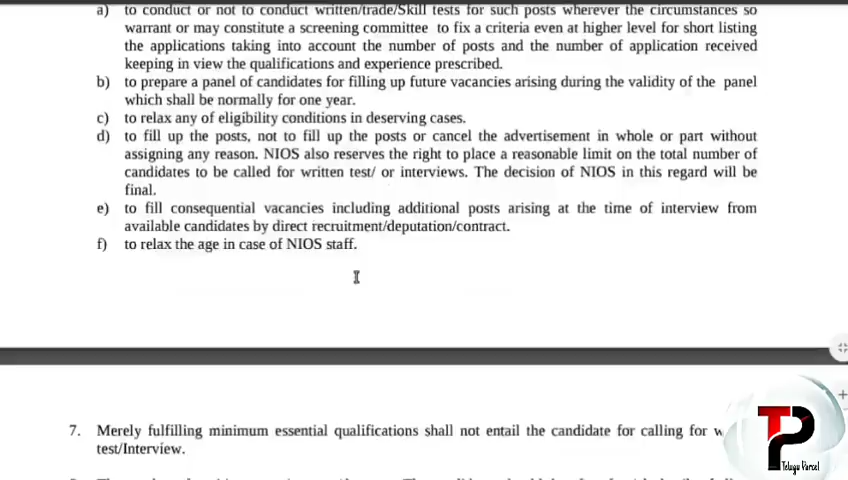 a) to conduct or not to conduct written/trade/Skill tests for such posts wherever the circumstances so
warrant or may constitute a screening committee to fix a criteria even at higher level for short listing
the applications taking into account the number of posts and the number of application received
keeping in view the qualifications and experience prescribed.
b) to prepare a panel of candidates for filling up future vacancies arising during the validity of the panel
which shall be normally for one year.
c) to relax any of eligibility conditions in deserving cases.
d) to fill up the posts, not to fill up the posts or cancel the advertisement in whole or part without
assigning any reason. NIOS also reserves the right to place a reasonable limit on the total number of
candidates to be called for written test/ or interviews. The decision of NIOS in this regard will be
final.
e) to fill consequential vacancies including additional posts arising at the time of interview from
available candidates by direct recruitment/deputation/contract.
f) to relax the age in case of NIOS staff.
7. Merely fulfilling minimum essential qualifications shall not entail the candidate for calling for
test/Interview.
TP
Telugu Parcel